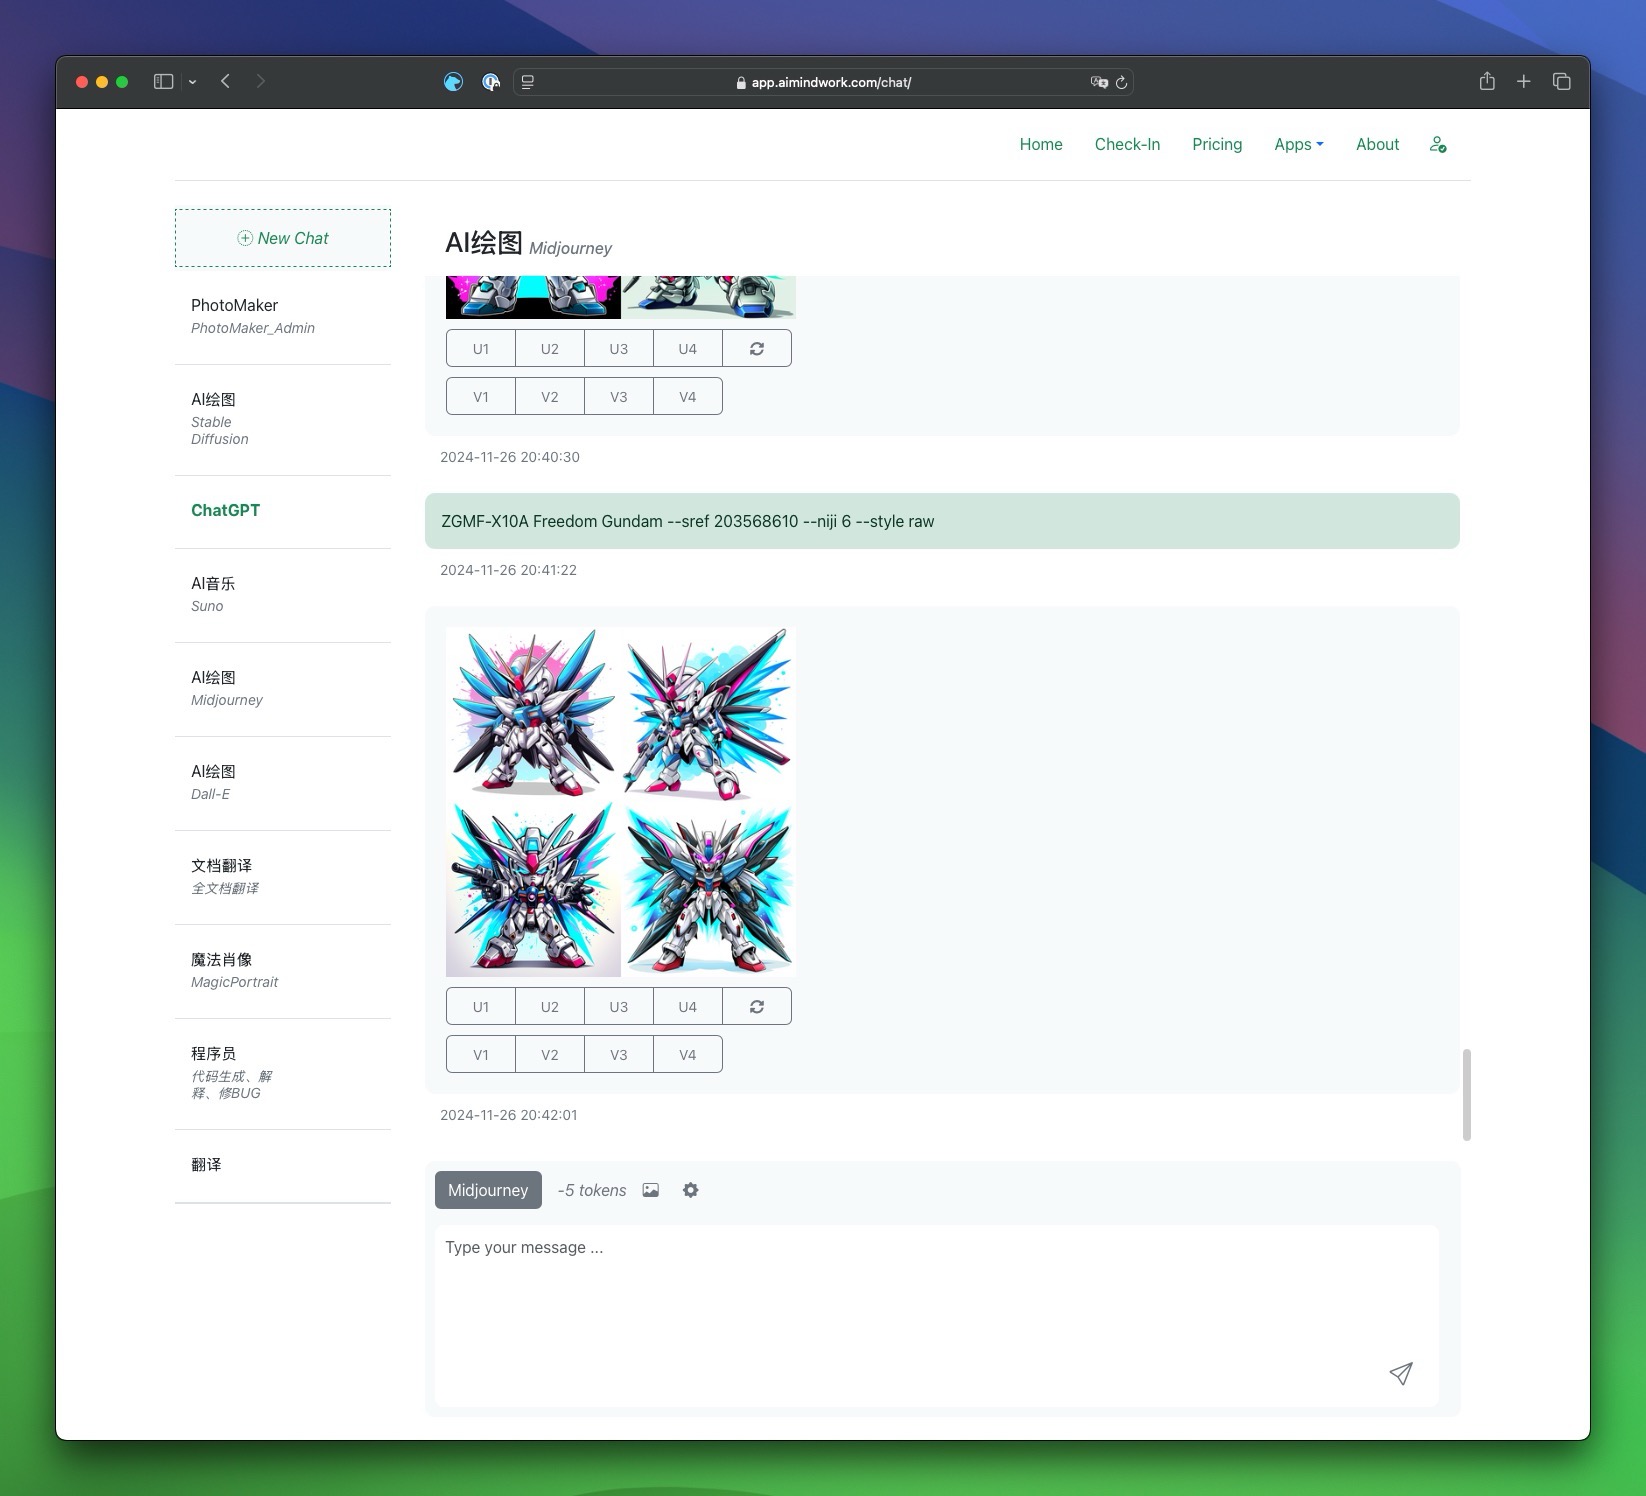 app.aimindwork.com/chat/
Home
Check-In
Pricing
Apps
About
New Chat
PhotoMaker
PhotoMaker_Admin
AI绘图
Stable
Diffusion
ChatGPT
AI音乐
Suno
AI绘图
Midjourney
AI绘图
Dall-E
文档翻译
全文档翻译
魔法肖像
MagicPortrait
程序员
代码生成、解
释、修BUG
翻译
AI绘图 Midjourney
U1
U2
U3
U4
V1
V2
V3
V4
2024-11-26 20:40:30
ZGMF-X10A Freedom Gundam --sref 203568610 --niji 6 --style raw
2024-11-26 20:41:22
U1
U2
U3
U4
V1
V2
V3
V4
2024-11-26 20:42:01
Midjourney
-5 tokens
Type your message ...